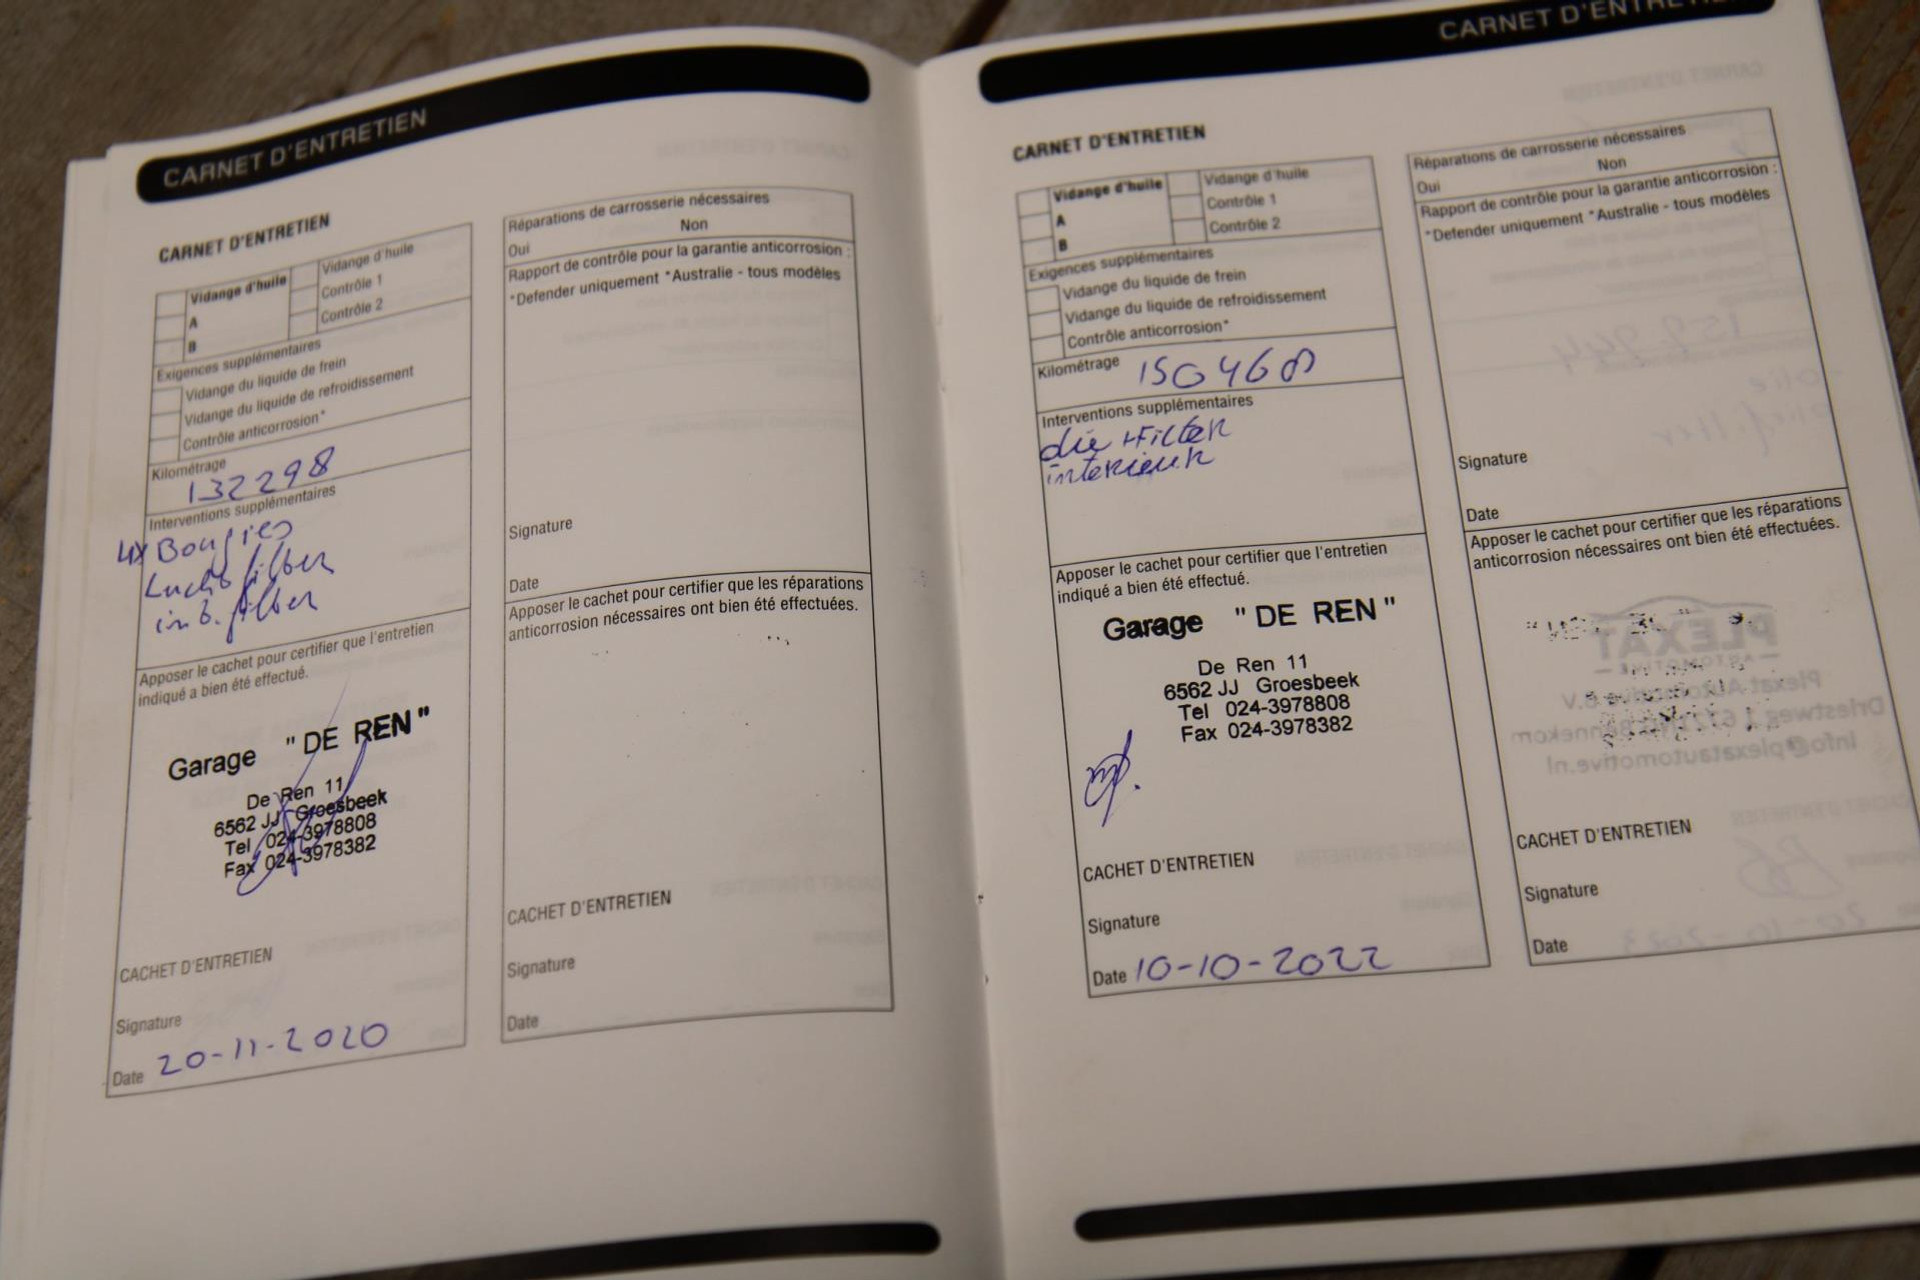 CARNET D'ENTRETIEN
CARNET D'ENTRETIEN
Vidange d'huile
A
B
Vidange d'huile
Contrôle 1
Contrôle 2
Exigences supplémentaires
Vidange du liquide de frein
Vidange du liquide de refroidissement
Contrôle anticorrosion*
Kilométrage
132298
Interventions supplémentaires
4x Bougies
Luchtfilter
int. filter
Apposer le cachet pour certifier que l'entretien
indiqué a bien été effectué.
Garage "DE REN"
De Ren 11
6562 JJ Groesbeek
Tel 024-3978808
Fax 024-3978382
CACHET D'ENTRETIEN
Signature
Date 20-11-2020
Réparations de carrosserie nécessaires
Oui Non
Rapport de contrôle pour la garantie anticorrosion :
*Defender uniquement *Australie - tous modèles
Signature
Date
Apposer le cachet pour certifier que les réparations
anticorrosion nécessaires ont bien été effectuées.
CACHET D'ENTRETIEN
Signature
Date
CARNET D'ENTRETIEN
CARNET D'ENTRETIEN
Vidange d'huile
A
B
Vidange d'huile
Contrôle 1
Contrôle 2
Exigences supplémentaires
Vidange du liquide de frein
Vidange du liquide de refroidissement
Contrôle anticorrosion*
Kilométrage
150468
Interventions supplémentaires
olie +Filter
interieur
Apposer le cachet pour certifier que l'entretien
indiqué a bien été effectué.
Garage "DE REN"
De Ren 11
6562 JJ Groesbeek
Tel 024-3978808
Fax 024-3978382
CACHET D'ENTRETIEN
Signature
Date 10-10-2022
Réparations de carrosserie nécessaires
Oui Non
Rapport de contrôle pour la garantie anticorrosion :
*Defender uniquement *Australie - tous modèles
Signature
Date
Apposer le cachet pour certifier que les réparations
anticorrosion nécessaires ont bien été effectuées.
CACHET D'ENTRETIEN
Signature
Date